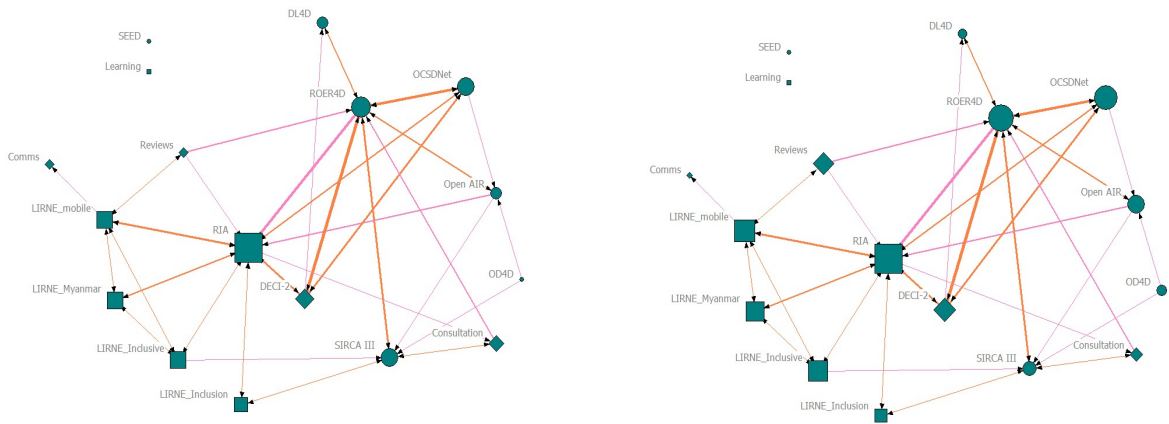 DL4D
SEED
Learning
OCSDNet
ROER4D
Reviews
Comms
Open AIR
LIRNE_mobile
RIA
OD4D
LIRNE_Myanmar
DECI-2
Consultation
SIRCA III
LIRNE_Inclusive
LIRNE_Inclusion
DL4D
SEED
Learning
OCSDNet
ROER4D
Reviews
Comms
Open AIR
LIRNE_mobile
RIA
OD4D
LIRNE_Myanmar
DECI-2
Consultation
SIRCA III
LIRNE_Inclusive
LIRNE_Inclusion